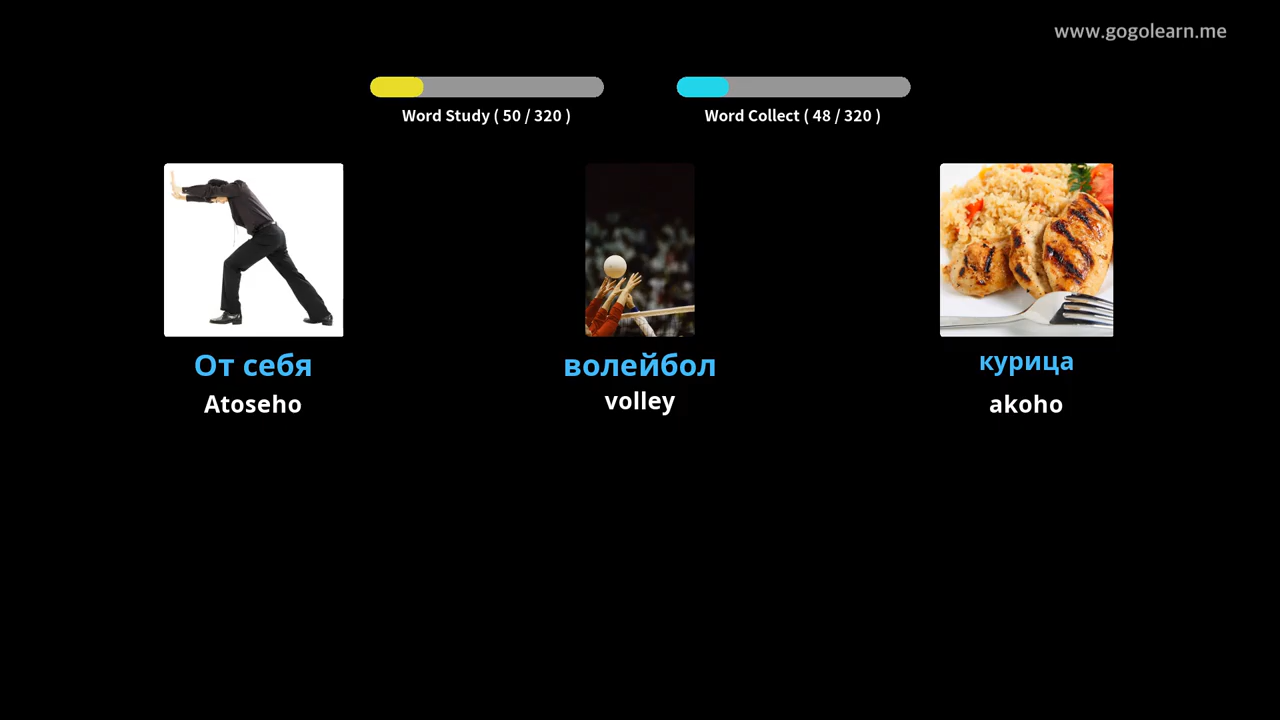 www.gogolearn.me
Word Study ( 50 / 320 )
Word Collect ( 48 / 320 )
От себя
волейбол
курица
Atoseho
volley
akoho